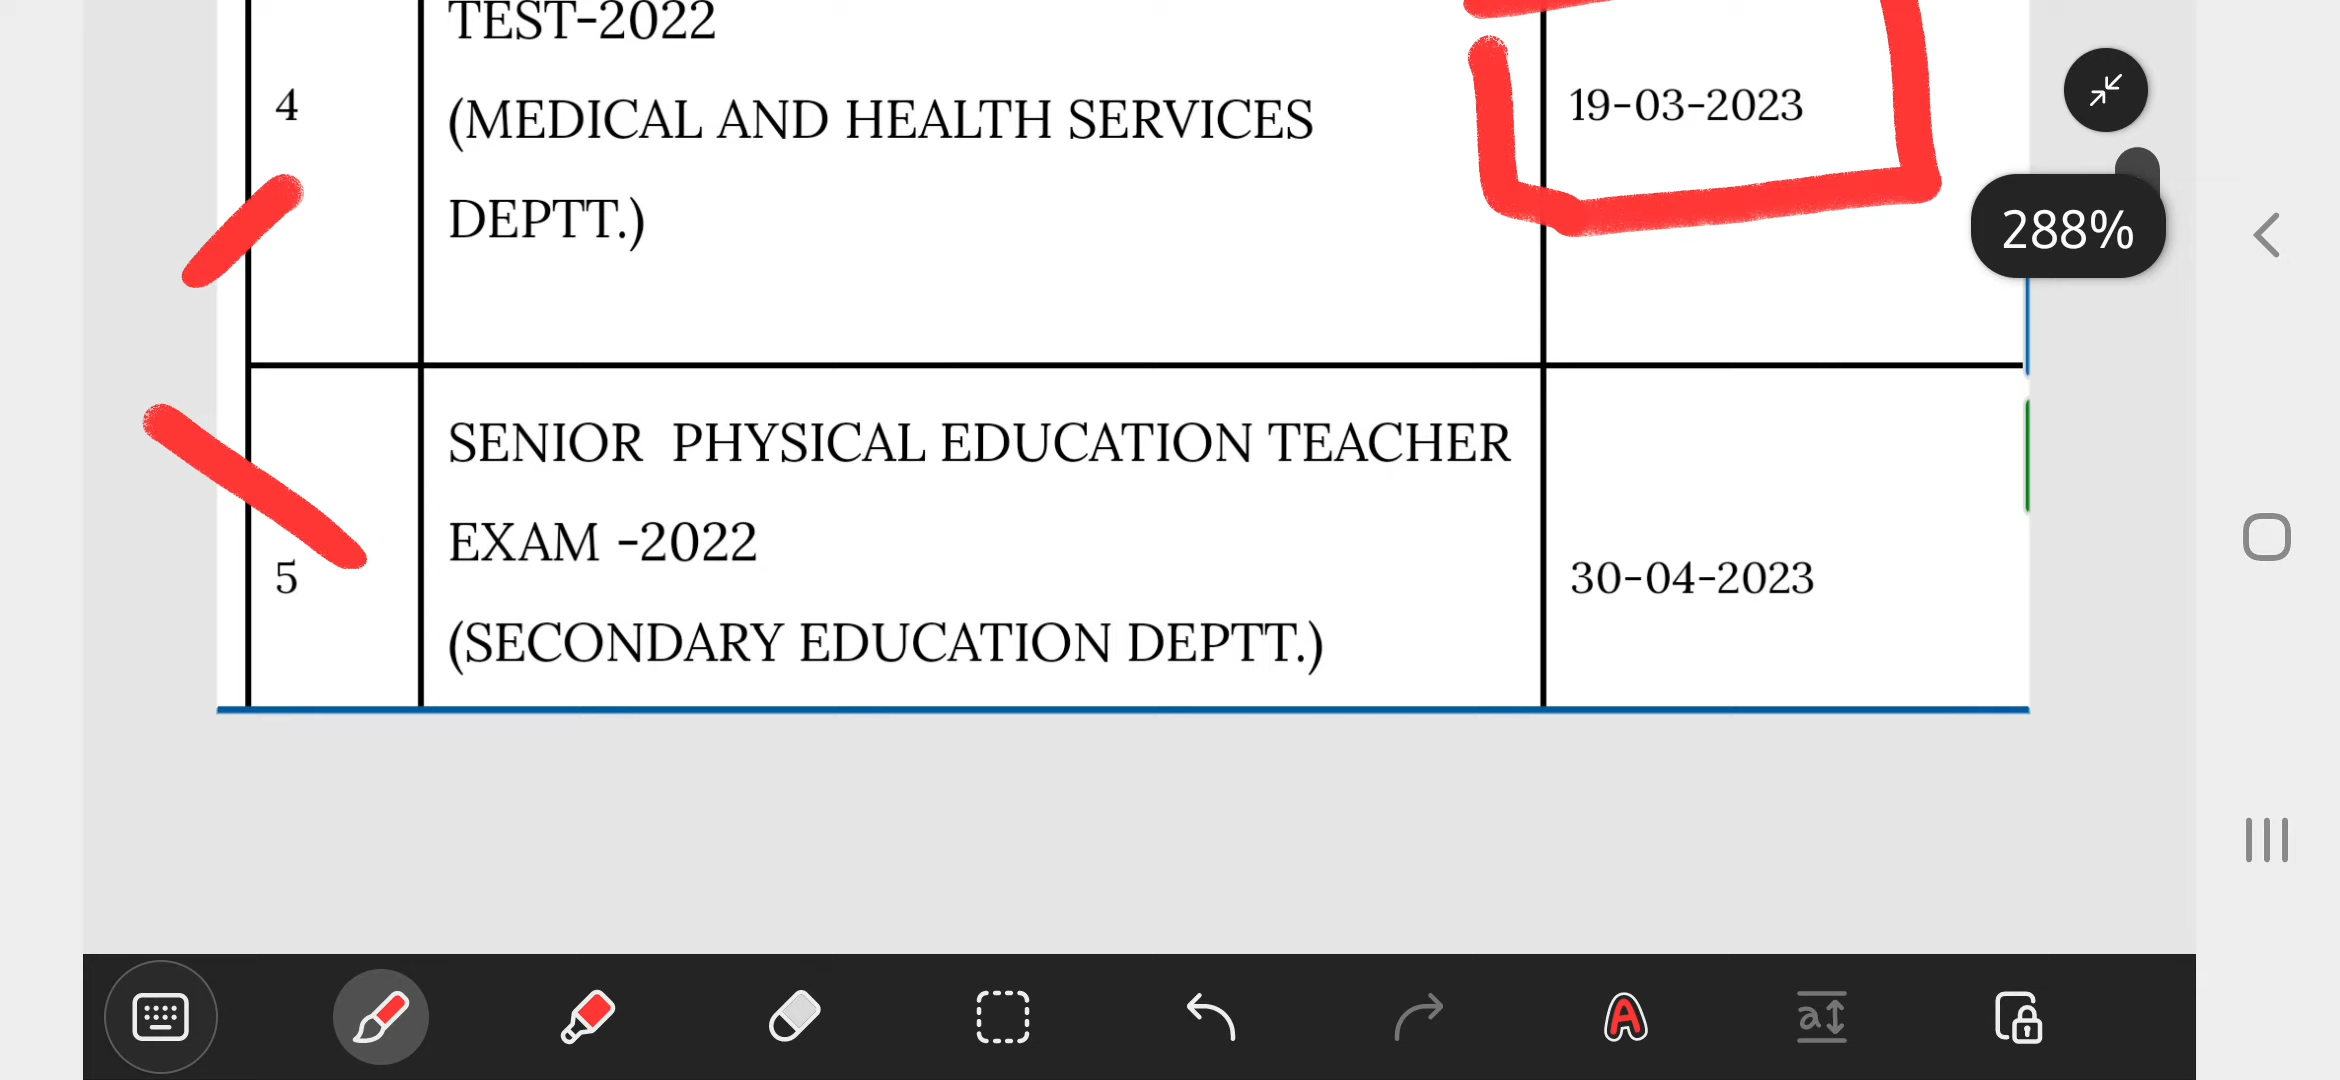 TEST-2022
4
(MEDICAL AND HEALTH SERVICES
19-03-2023
DEPTT.)
288%
SENIOR PHYSICAL EDUCATION TEACHER
EXAM -2022
5
30-04-2023
(SECONDARY EDUCATION DEPTT.)
A
a